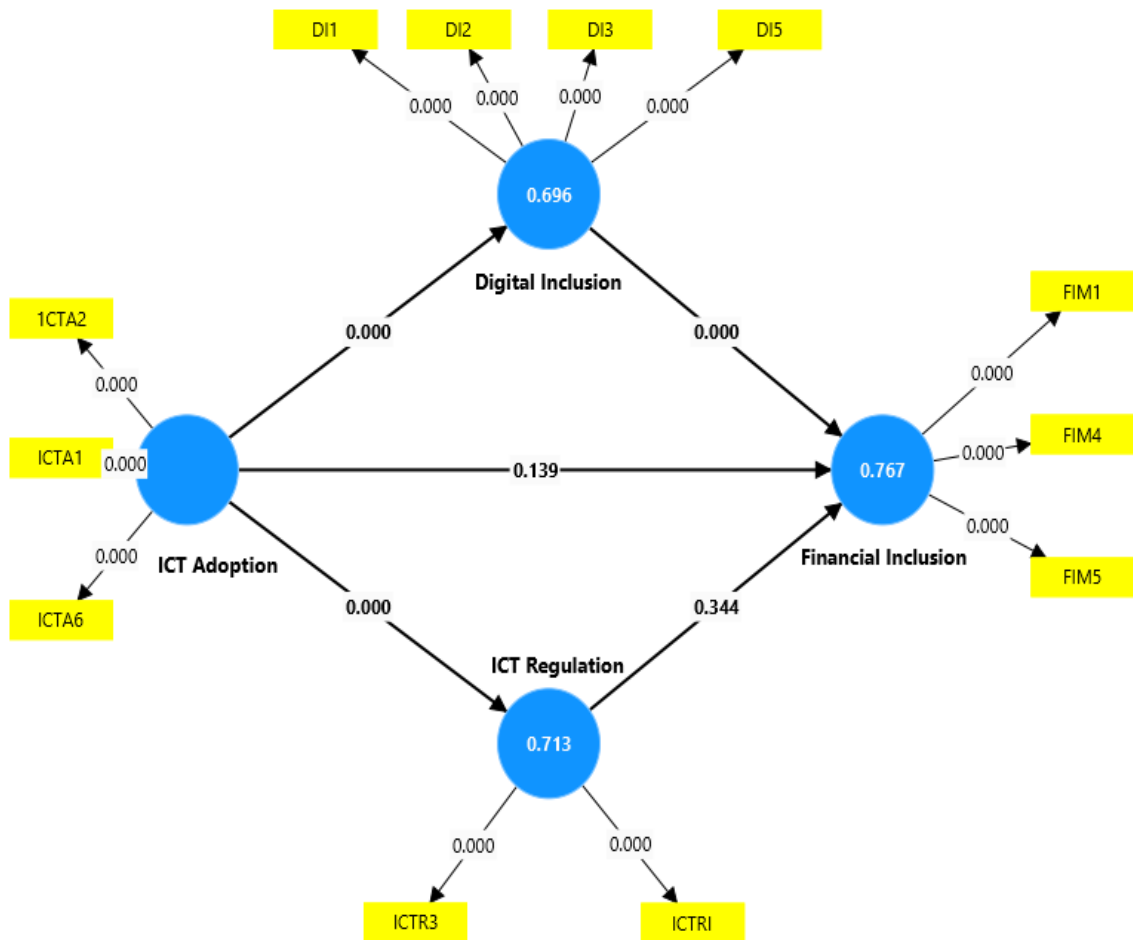 DI1
DI2
DI3
DI5
0.000
0.000
0.000
0.000
0.696
Digital Inclusion
1CTA2
0.000
ICTA1
0.000
ICTA6
0.000
ICT Adoption
0.000
0.000
0.139
0.000
0.344
0.767
Financial Inclusion
FIM1
0.000
FIM4
0.000
FIM5
0.000
ICT Regulation
0.713
0.000
0.000
ICTR3
ICTRI